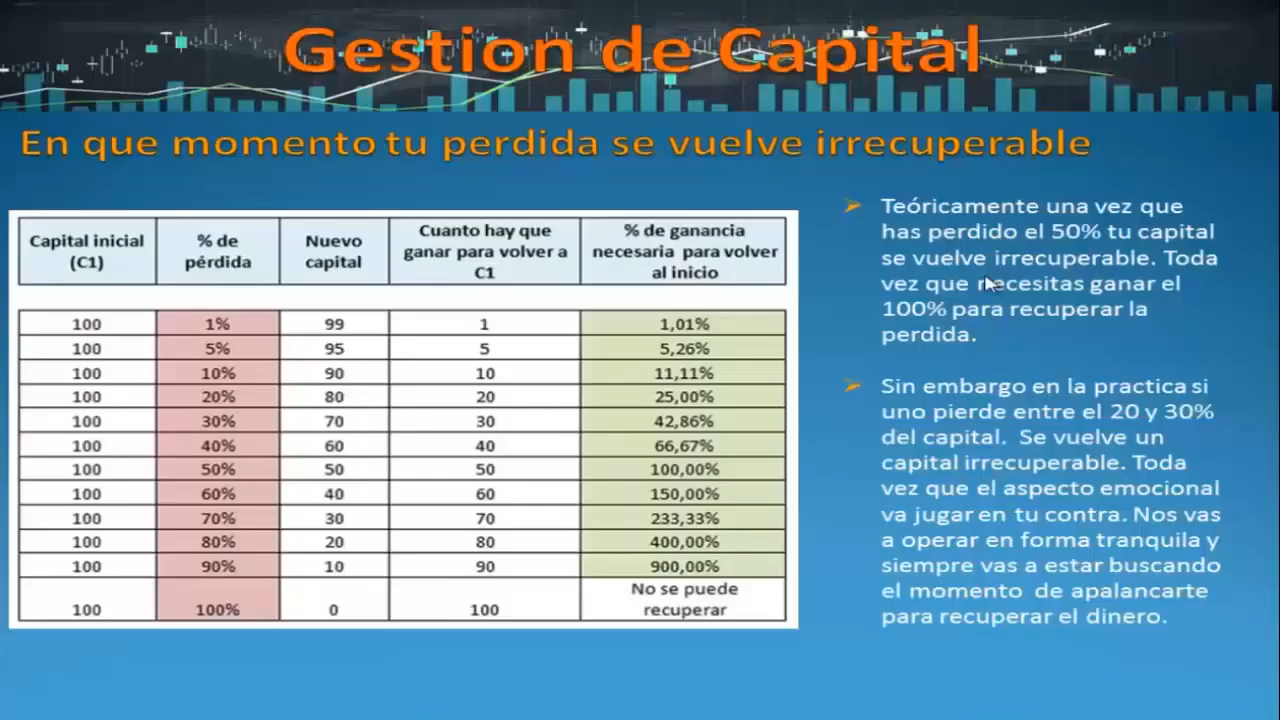 Gestion de Capital
En que momento tu perdida se vuelve irrecuperable
Capital inicial (C1) % de pérdida Nuevo capital Cuanto hay que ganar para volver a C1 % de ganancia necesaria para volver al inicio
100 1% 99 1 1,01%
100 5% 95 5 5,26%
100 10% 90 10 11,11%
100 20% 80 20 25,00%
100 30% 70 30 42,86%
100 40% 60 40 66,67%
100 50% 50 50 100,00%
100 60% 40 60 150,00%
100 70% 30 70 233,33%
100 80% 20 80 400,00%
100 90% 10 90 900,00%
100 100% 0 100 No se puede recuperar
Teóricamente una vez que
has perdido el 50% tu capital
se vuelve irrecuperable. Toda
vez que necesitas ganar el
100% para recuperar la
perdida.
Sin embargo en la practica si
uno pierde entre el 20 y 30%
del capital. Se vuelve un
capital irrecuperable. Toda
vez que el aspecto emocional
va jugar en tu contra. Nos vas
a operar en forma tranquila y
siempre vas a estar buscando
el momento de apalancarte
para recuperar el dinero.